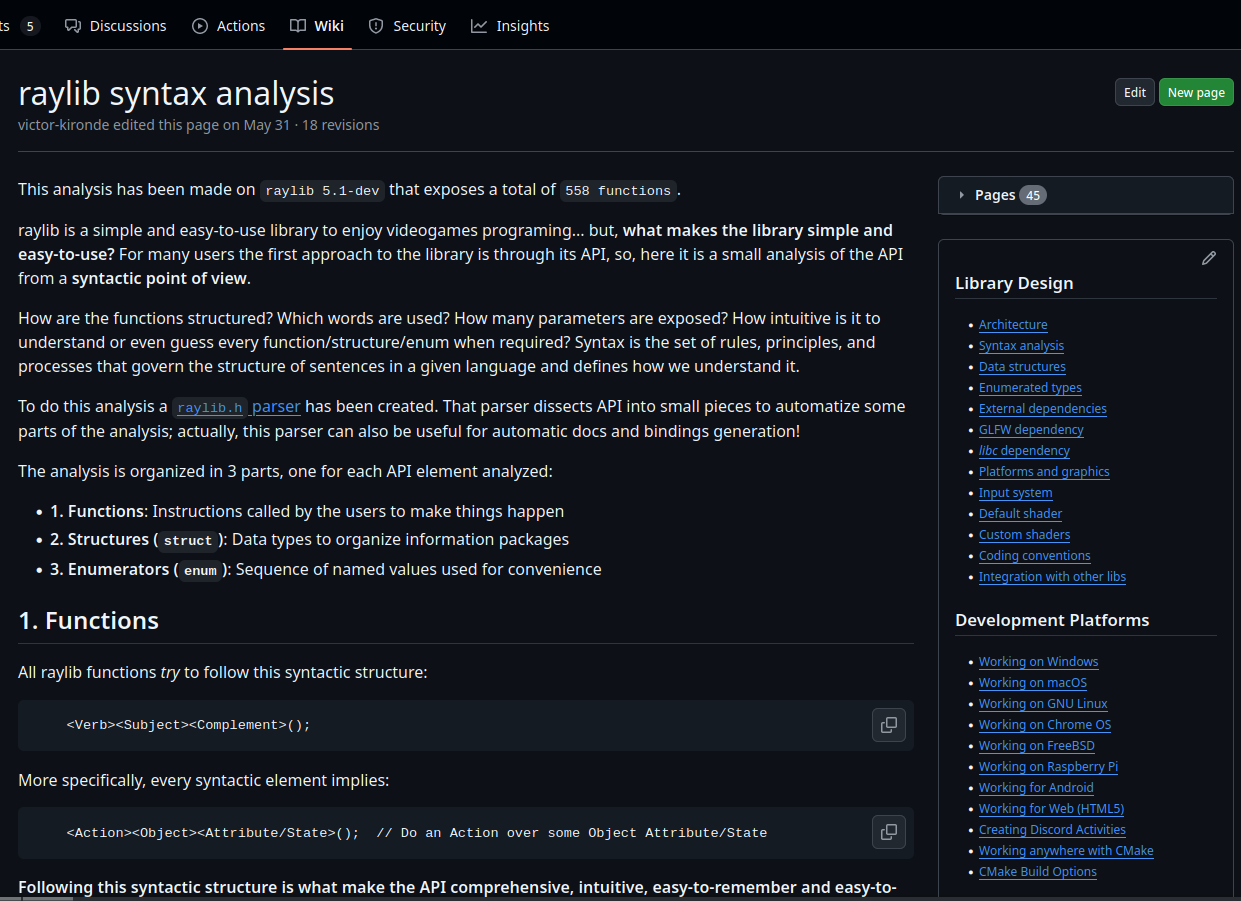 ts 5 Discussions Actions Wiki Security Insights
raylib syntax analysis
Edit New page
victor-kironde edited this page on May 31 · 18 revisions
This analysis has been made on raylib 5.1-dev that exposes a total of 558 functions.
raylib is a simple and easy-to-use library to enjoy videogames programing... but, what makes the library simple and
easy-to-use? For many users the first approach to the library is through its API, so, here it is a small analysis of the API
from a syntactic point of view.
How are the functions structured? Which words are used? How many parameters are exposed? How intuitive is it to
understand or even guess every function/structure/enum when required? Syntax is the set of rules, principles, and
processes that govern the structure of sentences in a given language and defines how we understand it.
To do this analysis a raylib.h parser has been created. That parser dissects API into small pieces to automatize some
parts of the analysis; actually, this parser can also be useful for automatic docs and bindings generation!
The analysis is organized in 3 parts, one for each API element analyzed:
• 1. Functions: Instructions called by the users to make things happen
• 2. Structures (struct): Data types to organize information packages
• 3. Enumerators (enum): Sequence of named values used for convenience
1. Functions
All raylib functions try to follow this syntactic structure:
<Verb><Subject><Complement>();
More specifically, every syntactic element implies:
<Action><Object><Attribute/State>();  // Do an Action over some Object Attribute/State
Following this syntactic structure is what make the API comprehensive, intuitive, easy-to-remember and easy-to-
Pages 45
Library Design
• Architecture
• Syntax analysis
• Data structures
• Enumerated types
• External dependencies
• GLFW dependency
• libc dependency
• Platforms and graphics
• Input system
• Default shader
• Custom shaders
• Coding conventions
• Integration with other libs
Development Platforms
• Working on Windows
• Working on macOS
• Working on GNU Linux
• Working on Chrome OS
• Working on FreeBSD
• Working on Raspberry Pi
• Working for Android
• Working for Web (HTML5)
• Creating Discord Activities
• Working anywhere with CMake
• CMake Build Options